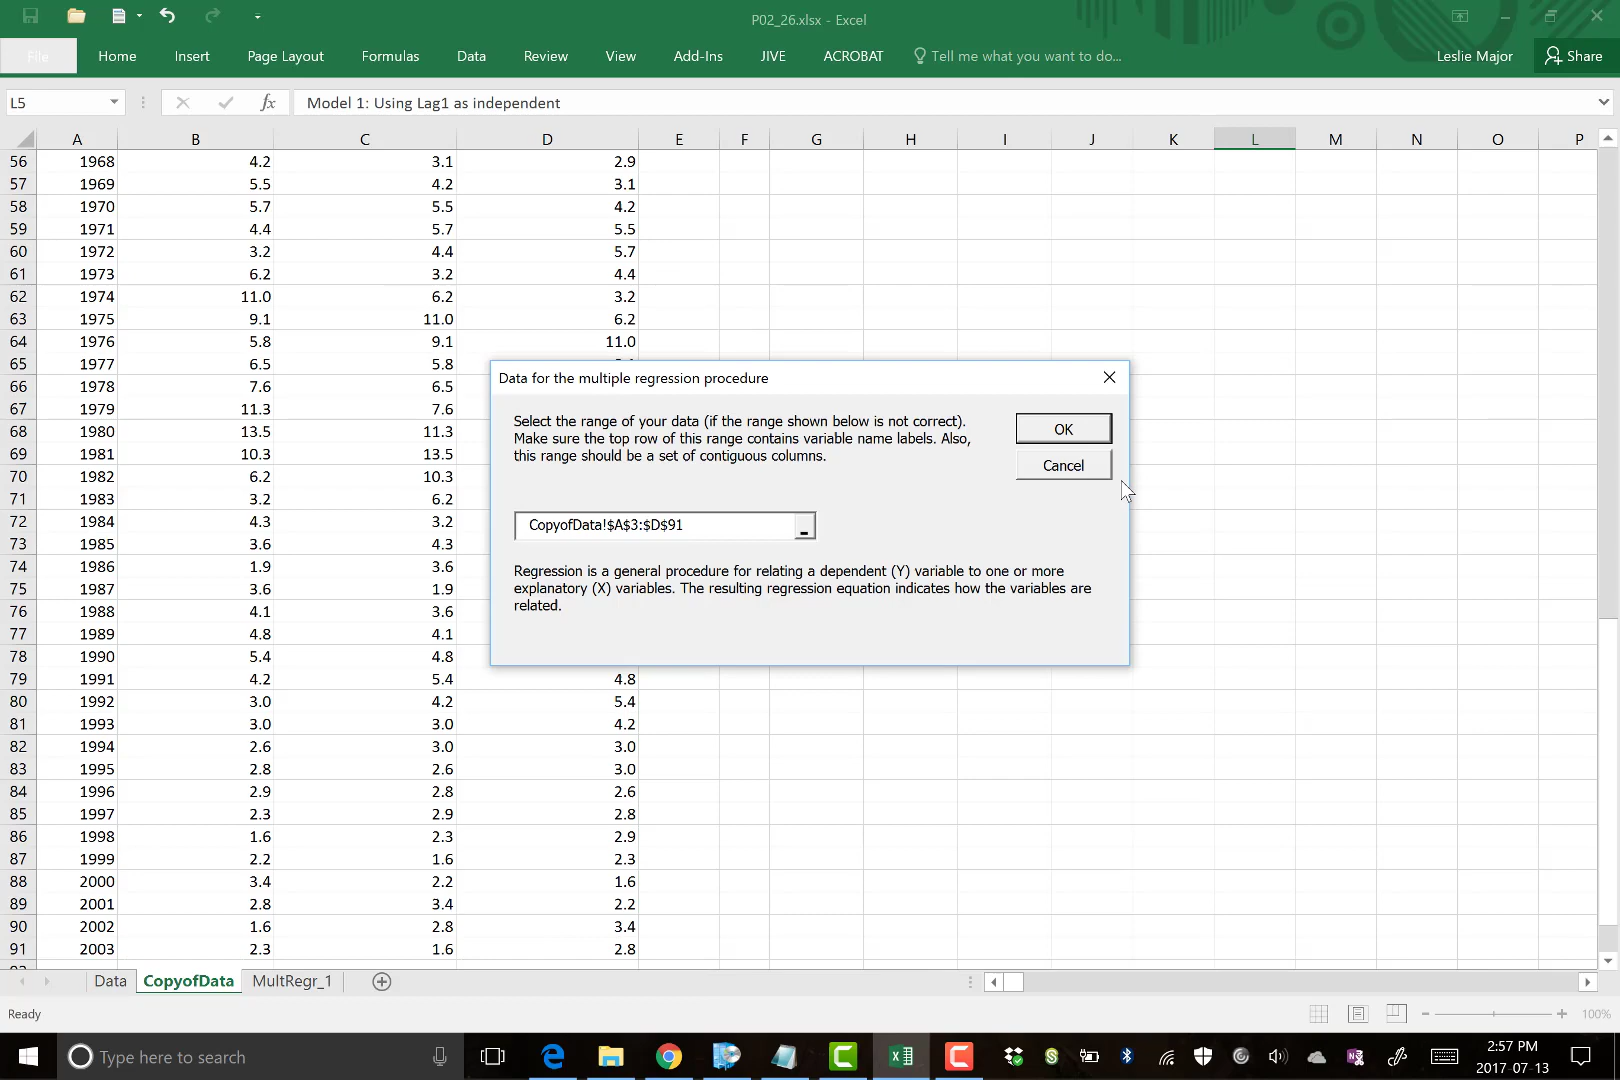 P02_26.xlsx - Excel
File Home Insert Page Layout Formulas Data Review View Add-Ins JIVE ACROBAT Tell me what you want to do... Leslie Major Share
L5 fx Model 1: Using Lag1 as independent
A B C D E F G H I J K L M N O P
56 1968 4.2 3.1 2.9
57 1969 5.5 4.2 3.1
58 1970 5.7 5.5 4.2
59 1971 4.4 5.7 5.5
60 1972 3.2 4.4 5.7
61 1973 6.2 3.2 4.4
62 1974 11.0 6.2 3.2
63 1975 9.1 11.0 6.2
64 1976 5.8 9.1 11.0
65 1977 6.5 5.8
66 1978 7.6 6.5
67 1979 11.3 7.6
68 1980 13.5 11.3
69 1981 10.3 13.5
70 1982 6.2 10.3
71 1983 3.2 6.2
72 1984 4.3 3.2
73 1985 3.6 4.3
74 1986 1.9 3.6
75 1987 3.6 1.9
76 1988 4.1 3.6
77 1989 4.8 4.1
78 1990 5.4 4.8
79 1991 4.2 5.4 4.8
80 1992 3.0 4.2 5.4
81 1993 3.0 3.0 4.2
82 1994 2.6 3.0 3.0
83 1995 2.8 2.6 3.0
84 1996 2.9 2.8 2.6
85 1997 2.3 2.9 2.8
86 1998 1.6 2.3 2.9
87 1999 2.2 1.6 2.3
88 2000 3.4 2.2 1.6
89 2001 2.8 3.4 2.2
90 2002 1.6 2.8 3.4
91 2003 2.3 1.6 2.8
Data for the multiple regression procedure
Select the range of your data (if the range shown below is not correct).
Make sure the top row of this range contains variable name labels. Also,
this range should be a set of contiguous columns.
OK
Cancel
CopyofData!$A$3:$D$91
Regression is a general procedure for relating a dependent (Y) variable to one or more
explanatory (X) variables. The resulting regression equation indicates how the variables are
related.
Data CopyofData MultRegr_1
Ready 100%
Type here to search 2:57 PM
2017-07-13